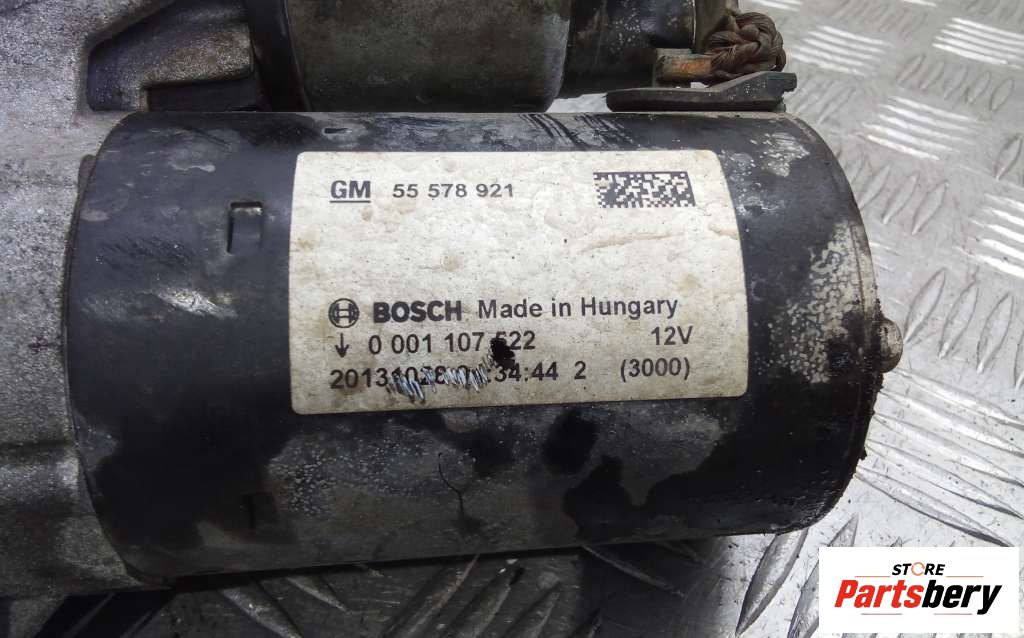 GM 55 578 921
BOSCH Made in Hungary
0 001 107 522 12V
:34:44 2 (3000)
STORE
Partsbery